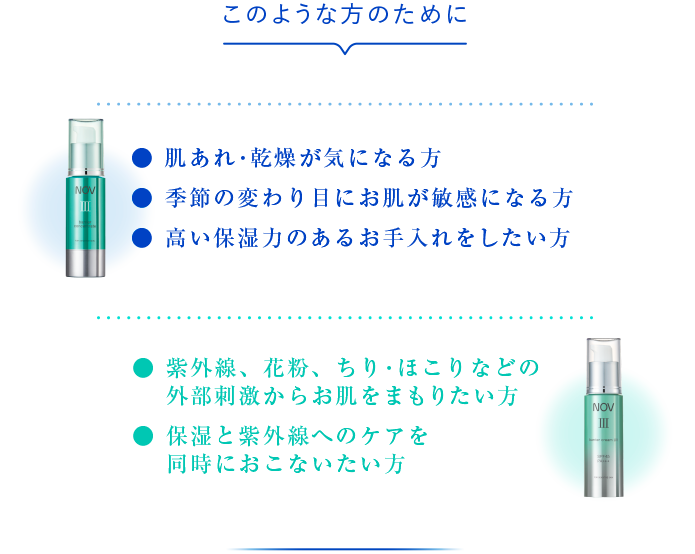 このような方のために
肌あれ・乾燥が気になる方
季節の変わり目にお肌が敏感になる方
高い保湿力のあるお手入れをしたい方
NOV
III
紫外線、花粉、ちり・ほこりなどの
外部刺激からお肌をまもりたい方
保湿と紫外線へのケアを
同時におこないたい方
NOV
III